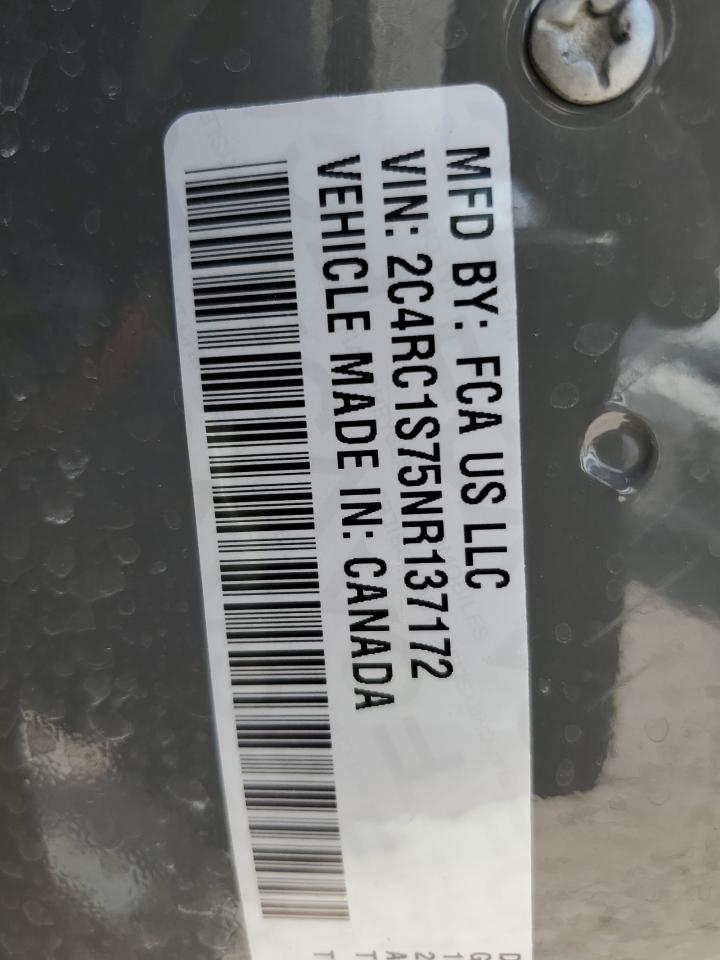 MFD BY: FCA US LLC
VIN: 2C4RC1S75NR137172
VEHICLE MADE IN: CANADA